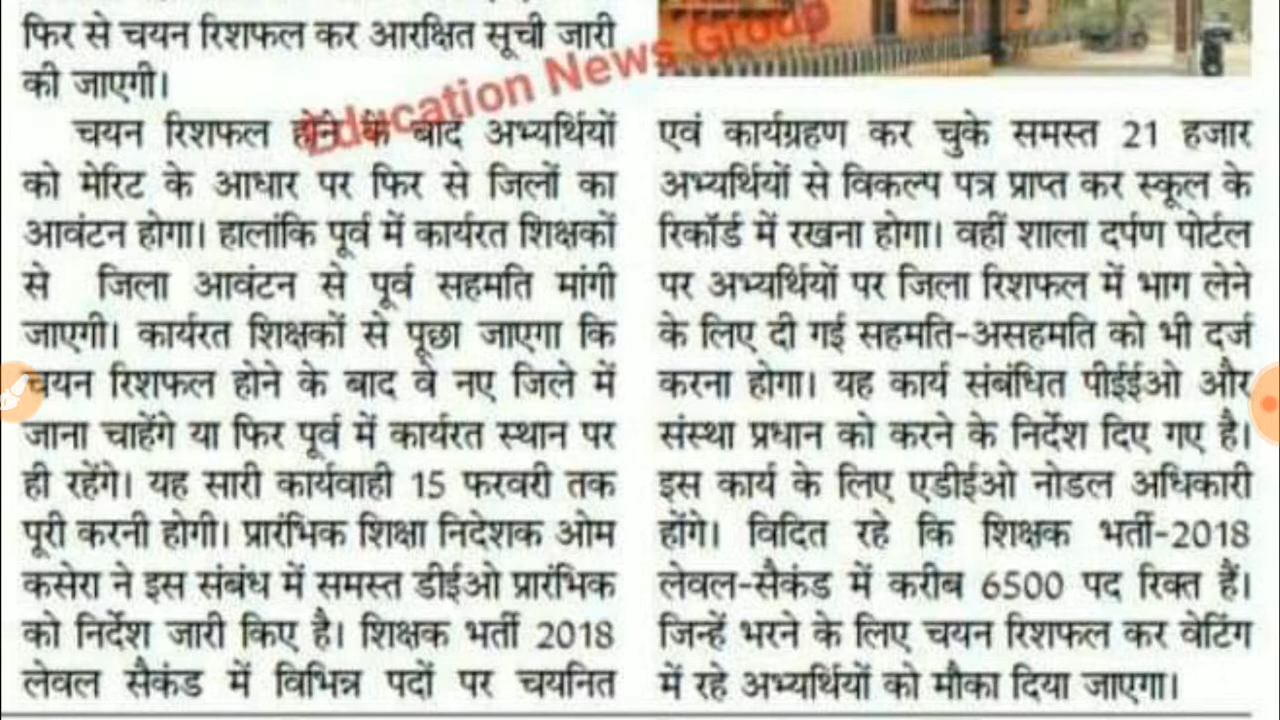 फिर से चयन रिशफल कर आरक्षित सूची जारी
की जाएगी।
चयन रिशफल होने के बाद अभ्यर्थियों
को मेरिट के आधार पर फिर से जिलों का
आवंटन होगा। हालांकि पूर्व में कार्यरत शिक्षकों
से जिला आवंटन से पूर्व सहमति मांगी
जाएगी। कार्यरत शिक्षकों से पूछा जाएगा कि
चयन रिशफल होने के बाद वे नए जिले में
जाना चाहेंगे या फिर पूर्व में कार्यरत स्थान पर
ही रहेंगे। यह सारी कार्यवाही 15 फरवरी तक
पूरी करनी होगी। प्रारंभिक शिक्षा निदेशक ओम
कसेरा ने इस संबंध में समस्त डीईओ प्रारंभिक
को निर्देश जारी किए है। शिक्षक भर्ती 2018
लेवल सैकंड में विभिन्न पदों पर चयनित
एवं कार्यग्रहण कर चुके समस्त 21 हजार
अभ्यर्थियों से विकल्प पत्र प्राप्त कर स्कूल के
रिकॉर्ड में रखना होगा। वहीं शाला दर्पण पोर्टल
पर अभ्यर्थियों पर जिला रिशफल में भाग लेने
के लिए दी गई सहमति-असहमति को भी दर्ज
करना होगा। यह कार्य संबंधित पीईईओ और
संस्था प्रधान को करने के निर्देश दिए गए है।
इस कार्य के लिए एडीईओ नोडल अधिकारी
होंगे। विदित रहे कि शिक्षक भर्ती-2018
लेवल-सैकंड में करीब 6500 पद रिक्त हैं।
जिन्हें भरने के लिए चयन रिशफल कर वेटिंग
में रहे अभ्यर्थियों को मौका दिया जाएगा।
Education News Group